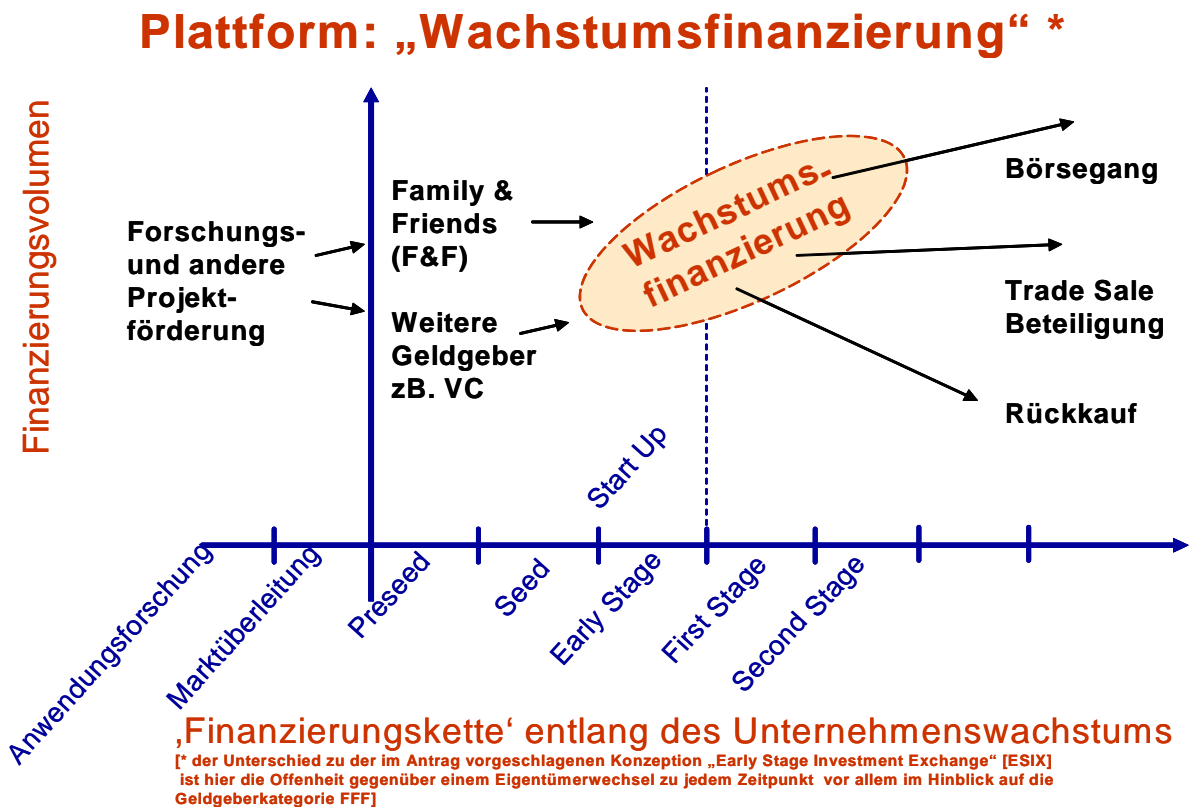 Plattform: „Wachstumsfinanzierung“ *
Finanzierungsvolumen
Forschungs-
und andere
Projekt-
förderung
Family &
Friends
(F&F)
Weitere
Geldgeber
zB. VC
Wachstums-
finanzierung
Börsegang
Trade Sale
Beteiligung
Rückkauf
Start Up
Anwendungsforschung
Marktüberleitung
Preseed
Seed
Early Stage
First Stage
Second Stage
‚Finanzierungskette‘ entlang des Unternehmenswachstums
[* der Unterschied zu der im Antrag vorgeschlagenen Konzeption „Early Stage Investment Exchange“ [ESIX]
ist hier die Offenheit gegenüber einem Eigentümerwechsel zu jedem Zeitpunkt vor allem im Hinblick auf die
Geldgeberkategorie FFF]